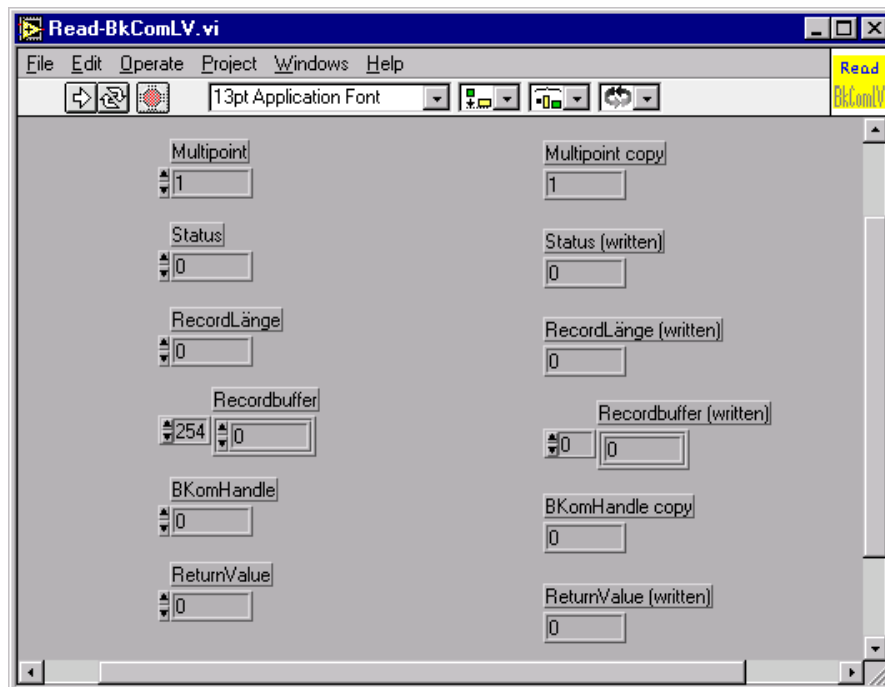 Read-BkComLV.vi
File Edit Operate Project Windows Help
Read
BkComLV
13pt Application Font
Multipoint
1
Multipoint copy
1
Status
0
Status (written)
0
RecordLänge
0
RecordLänge (written)
0
Recordbuffer
254 0
Recordbuffer (written)
0 0
BKomHandle
0
BKomHandle copy
0
ReturnValue
0
ReturnValue (written)
0